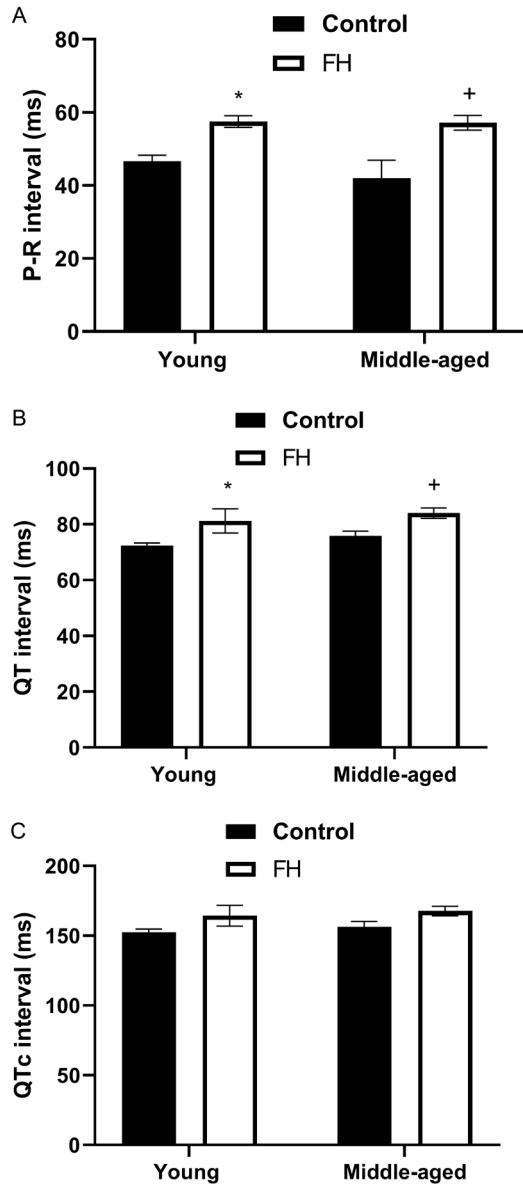 A
Control
FH
P-R interval (ms)
80
60
40
20
0
*
+
Young
Middle-aged
B
Control
FH
QT interval (ms)
100
80
60
40
20
0
*
+
Young
Middle-aged
C
Control
FH
QTc interval (ms)
200
150
100
50
0
Young
Middle-aged